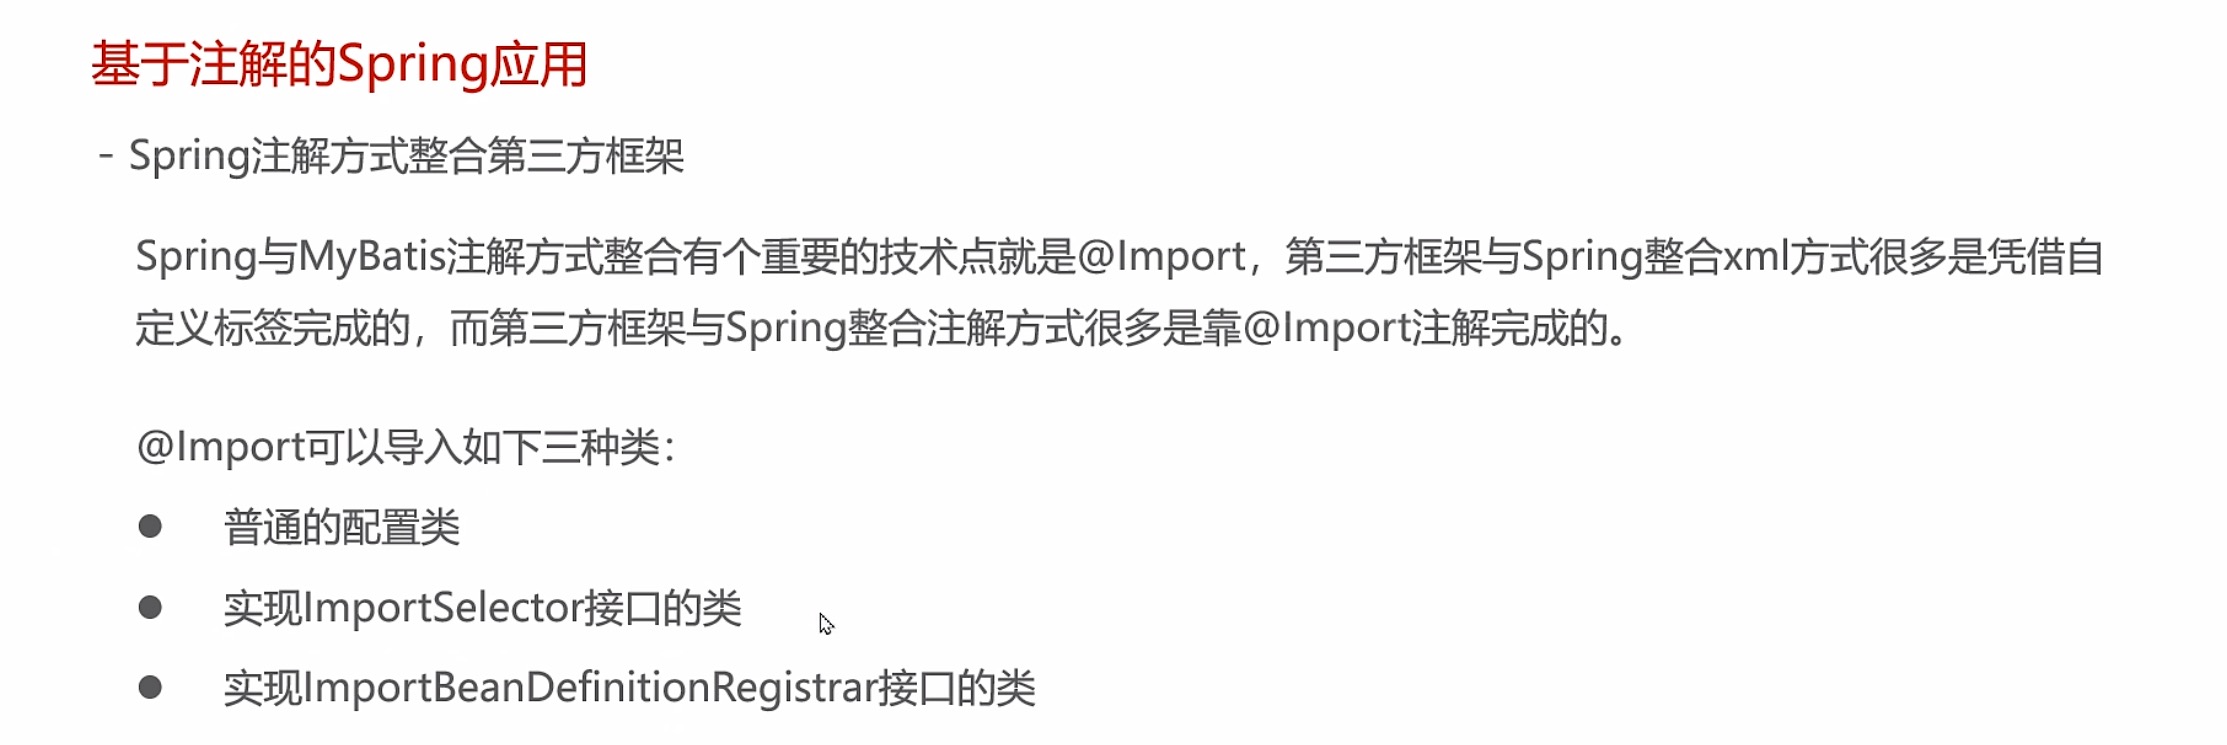 基于注解的Spring应用
- Spring注解方式整合第三方框架
Spring与MyBatis注解方式整合有个重要的技术点就是@Import，第三方框架与Spring整合xml方式很多是凭借自
定义标签完成的，而第三方框架与Spring整合注解方式很多是靠@Import注解完成的。
@Import可以导入如下三种类：
● 普通的配置类
● 实现ImportSelector接口的类
● 实现ImportBeanDefinitionRegistrar接口的类